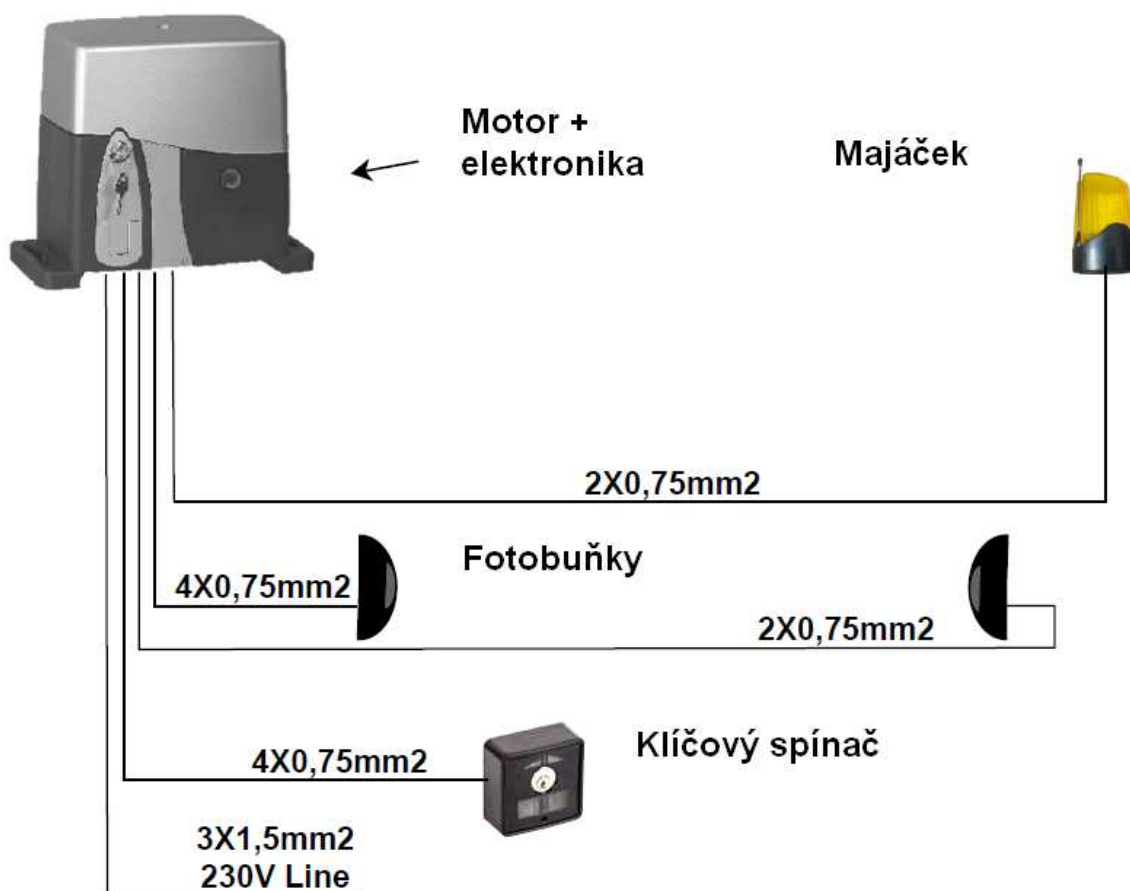 Motor +
elektronika
Majáček
2X0,75mm2
Fotobuňky
4X0,75mm2
2X0,75mm2
Klíčový spínač
4X0,75mm2
3X1,5mm2
230V Line